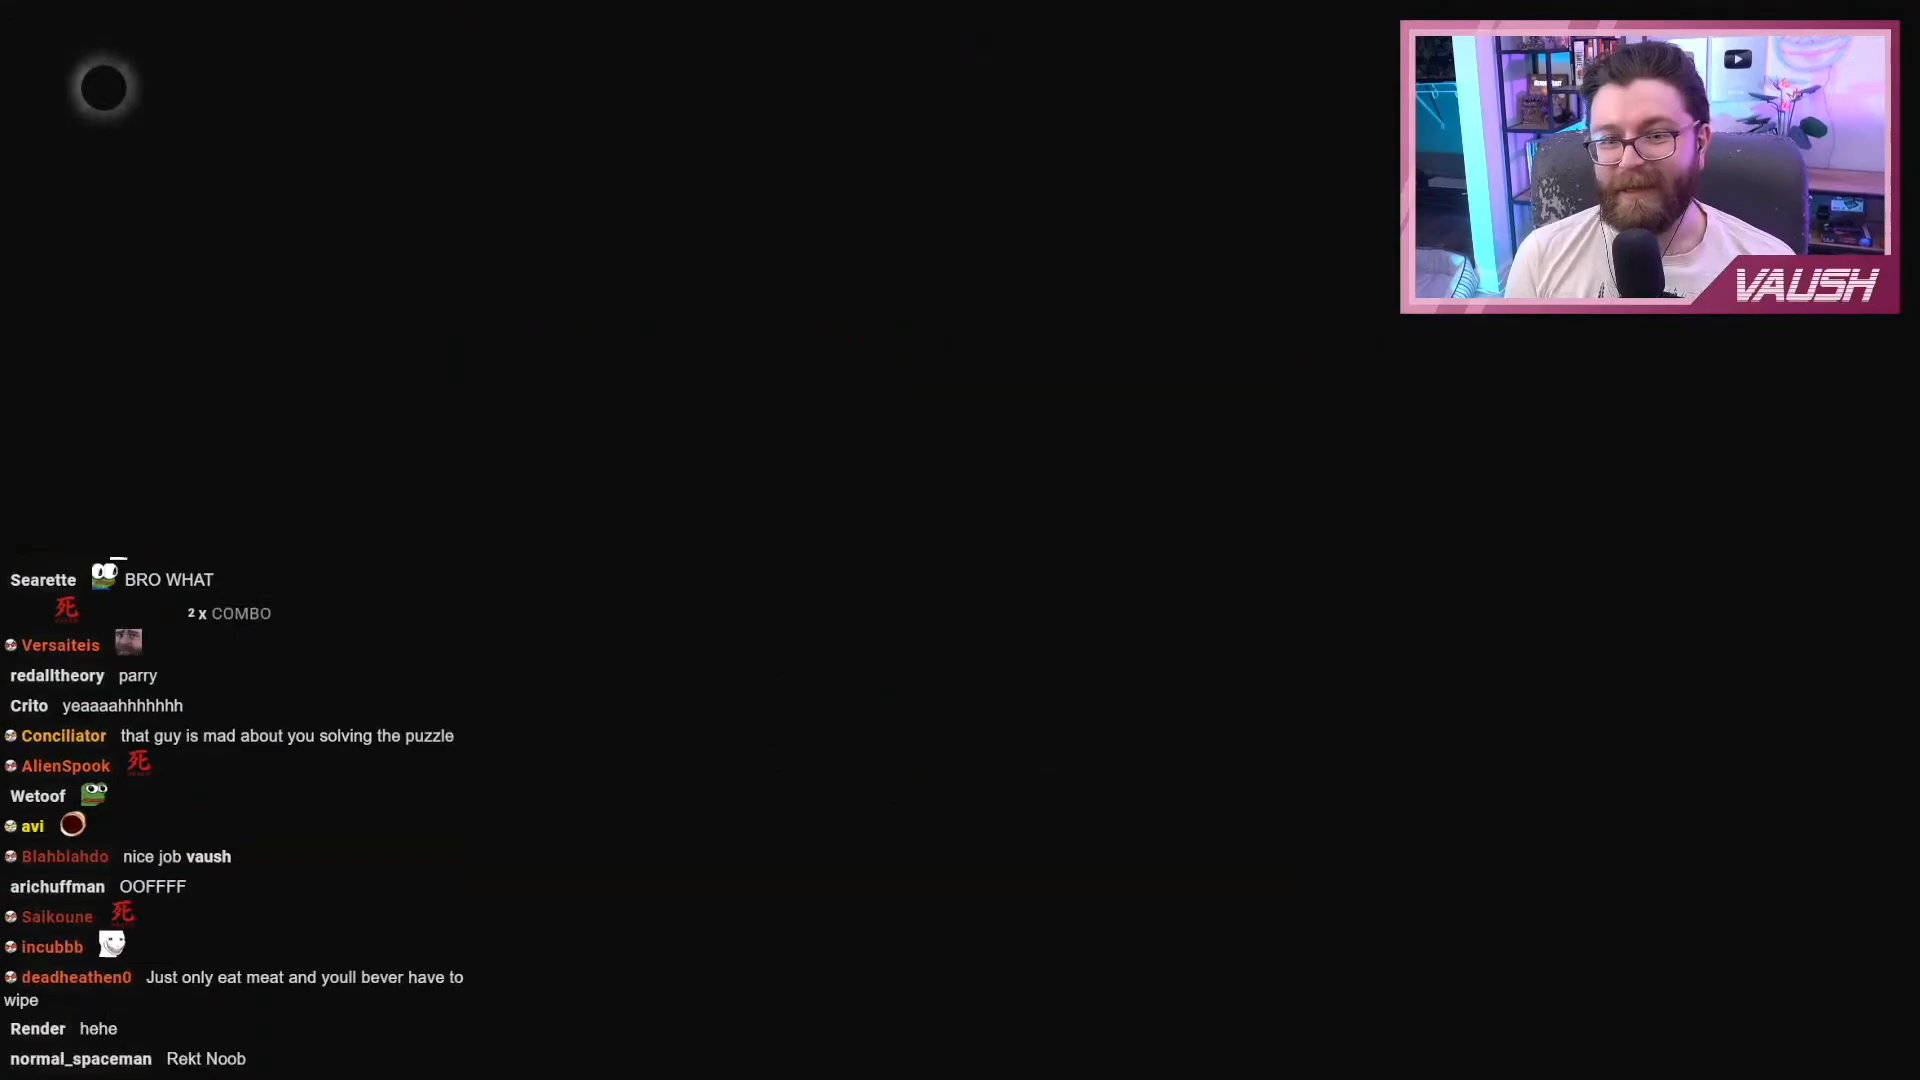 VAUSH
Searette BRO WHAT
死 2 x COMBO
Versaiteis
redalltheory parry
Crito yeaaaahhhhhhh
Conciliator that guy is mad about you solving the puzzle
AlienSpook 死
Wetoof
avi
Blahblahdo nice job vaush
arichuffman OOFFFF
Saikoune 死
incubbb
deadheathen0 Just only eat meat and youll bever have to
wipe
Render hehe
normal_spaceman Rekt Noob